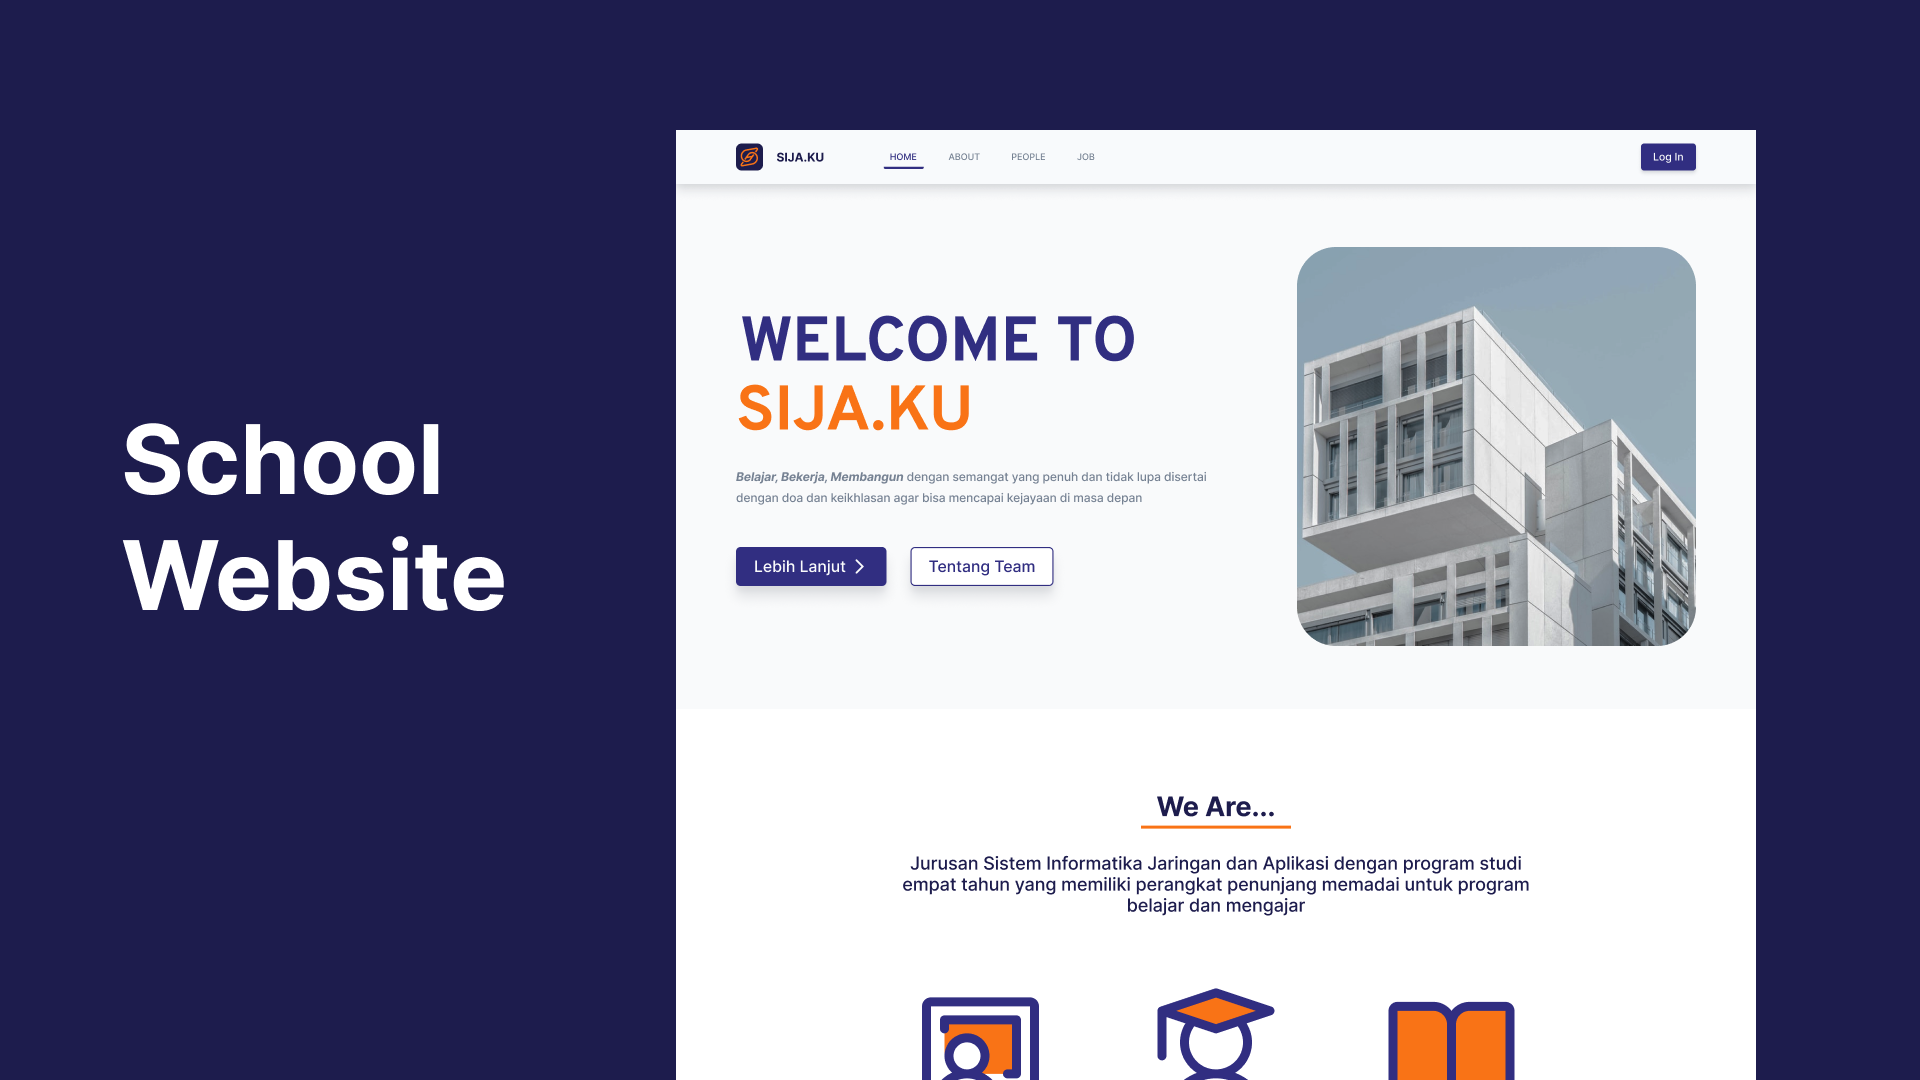 School
Website
SIJA.KU
HOME
ABOUT
PEOPLE
JOB
Log In
WELCOME TO
SIJA.KU
Belajar, Bekerja, Membangun dengan semangat yang penuh dan tidak lupa disertai
dengan doa dan keikhlasan agar bisa mencapai kejayaan di masa depan
Lebih Lanjut
Tentang Team
We Are...
Jurusan Sistem Informatika Jaringan dan Aplikasi dengan program studi
empat tahun yang memiliki perangkat penunjang memadai untuk program
belajar dan mengajar